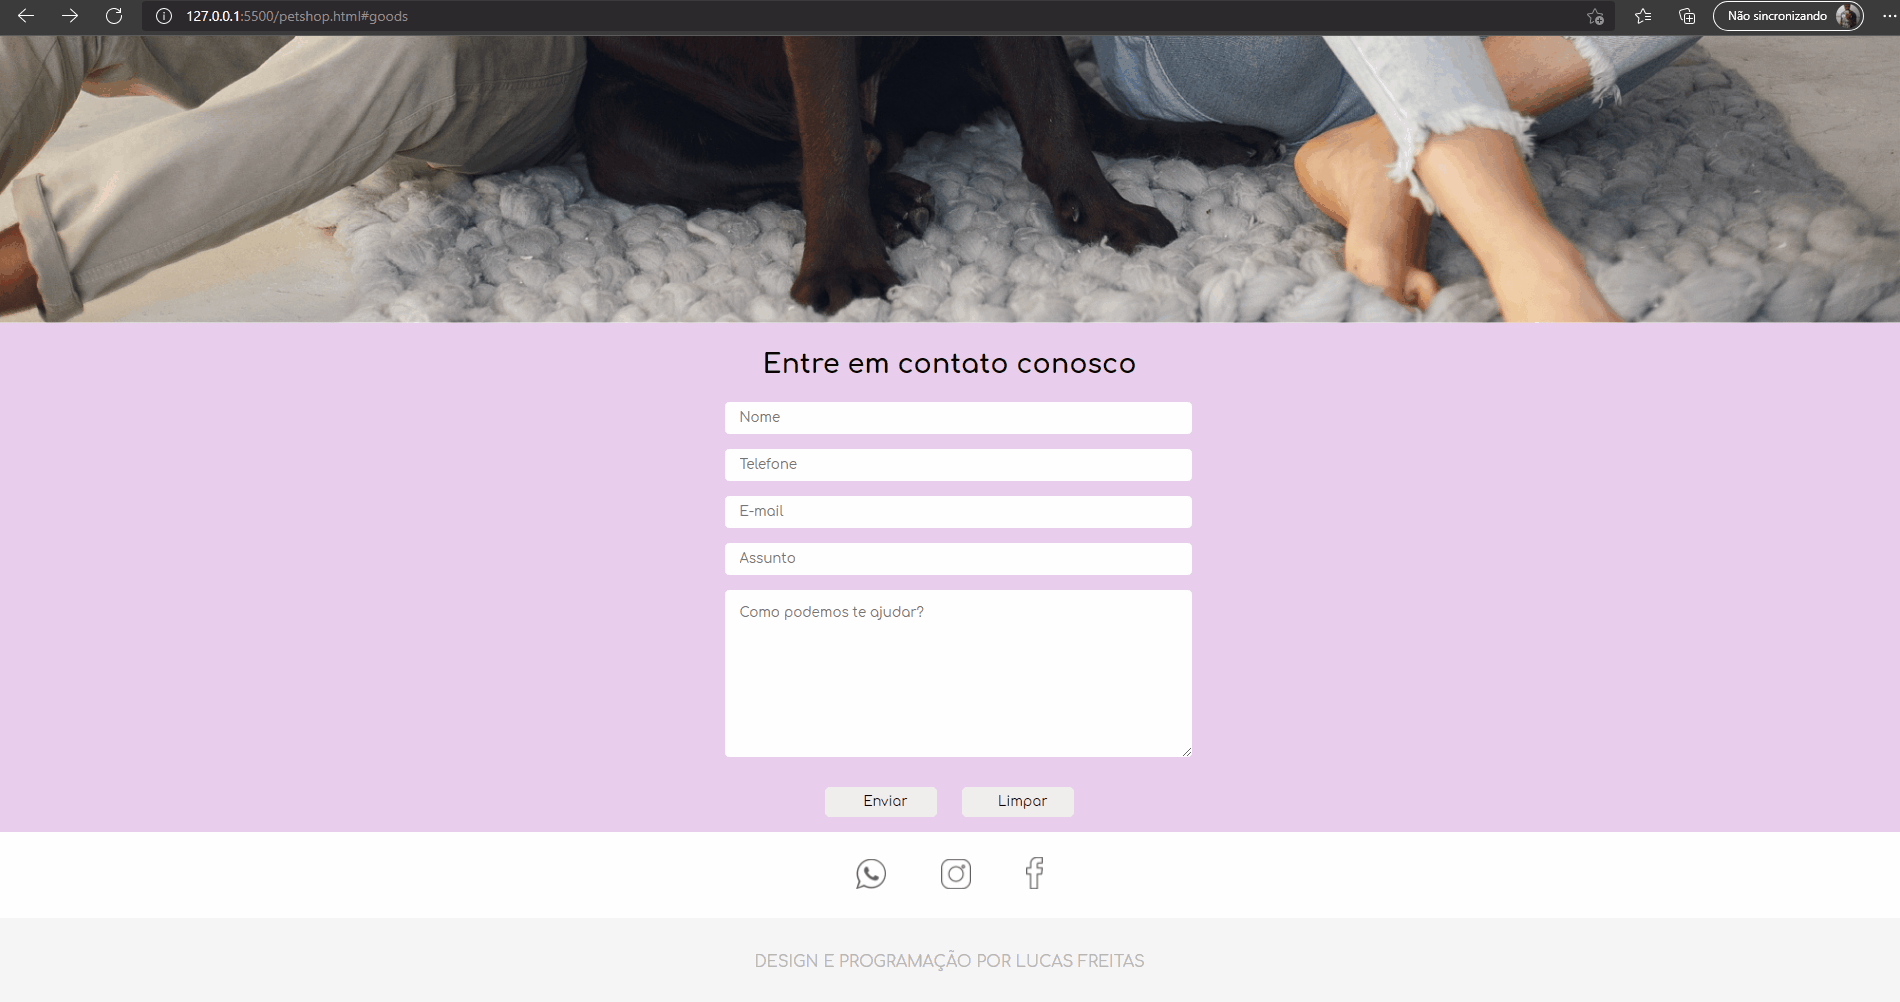 127.0.0.1:5500/petshop.html#goods
Não sincronizando
Entre em contato conosco
Nome
Telefone
E-mail
Assunto
Como podemos te ajudar?
Enviar Limpar
DESIGN E PROGRAMAÇÃO POR LUCAS FREITAS